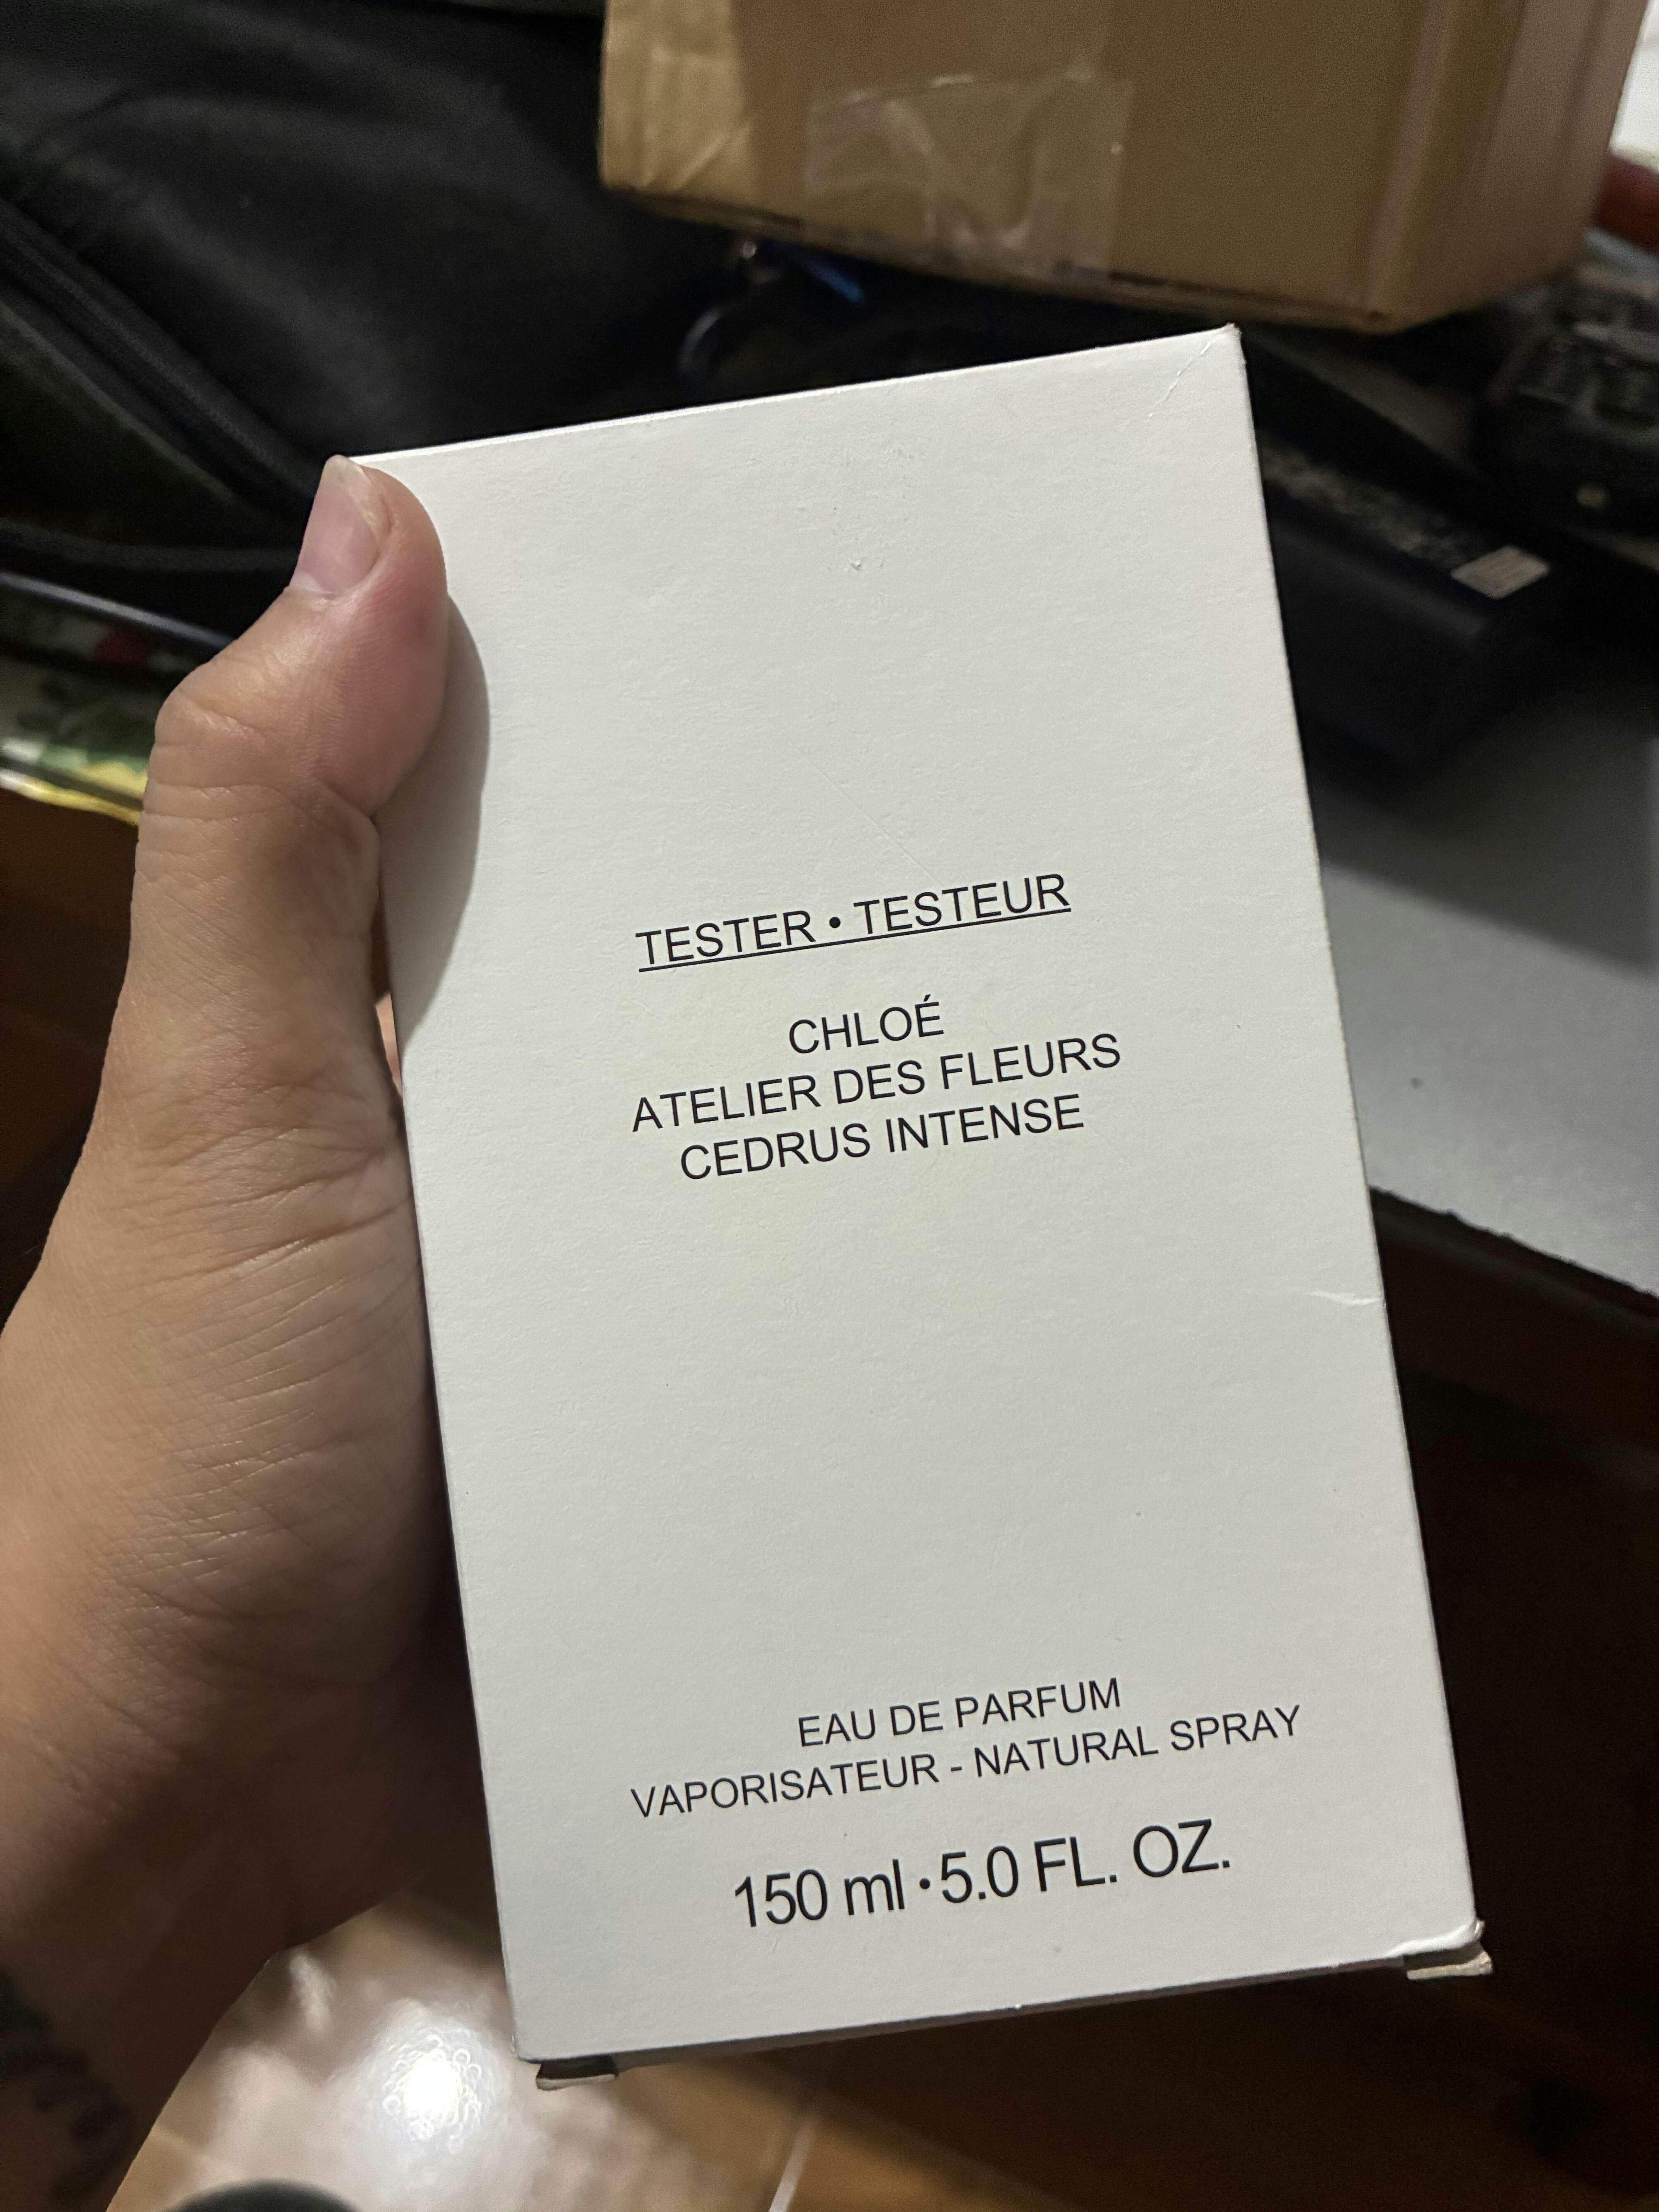 TESTER • TESTEUR
CHLOÉ
ATELIER DES FLEURS
CEDRUS INTENSE
EAU DE PARFUM
VAPORISATEUR - NATURAL SPRAY
150 ml • 5.0 FL. OZ.